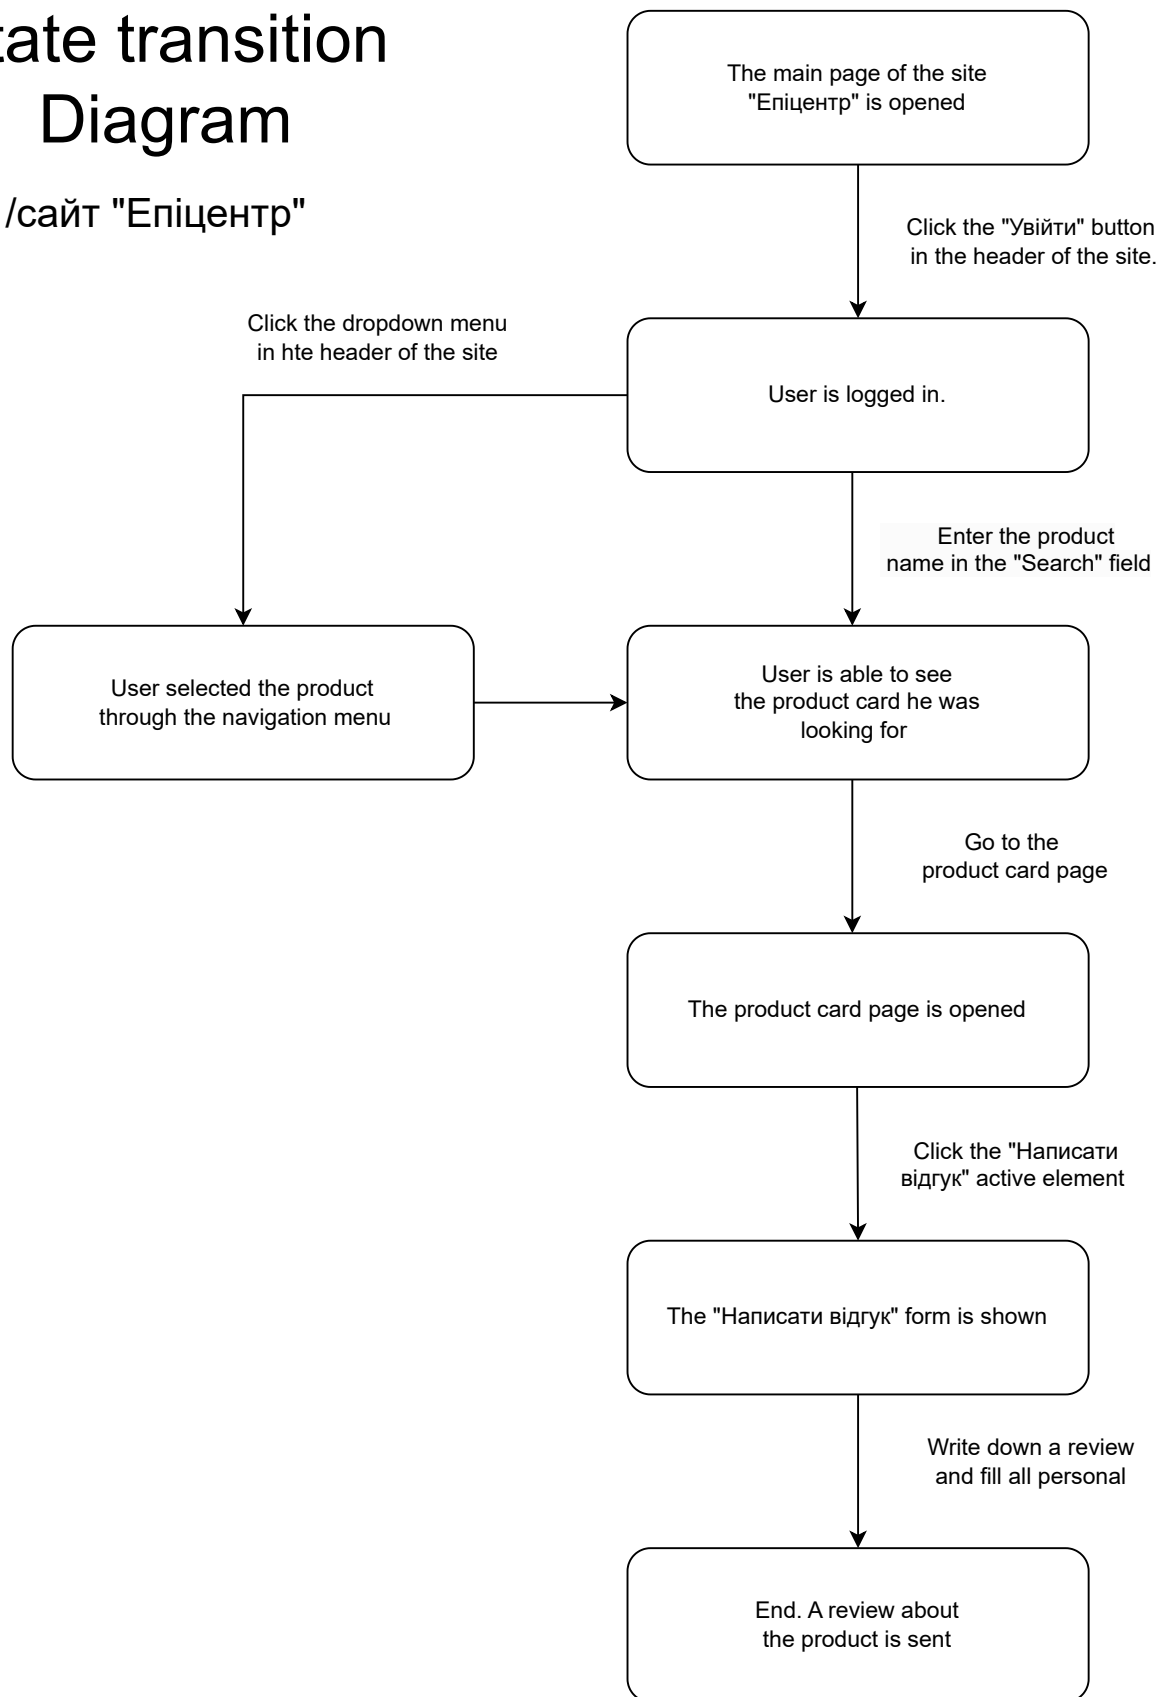 tate transition
Diagram
/сайт "Епіцентр"
The main page of the site
"Епіцентр" is opened
Click the "Увійти" button
in the header of the site.
Click the dropdown menu
in hte header of the site
User is logged in.
Enter the product
name in the "Search" field
User selected the product
through the navigation menu
User is able to see
the product card he was
looking for
Go to the
product card page
The product card page is opened
Click the "Написати
відгук" active element
The "Написати відгук" form is shown
Write down a review
and fill all personal
End. A review about
the product is sent